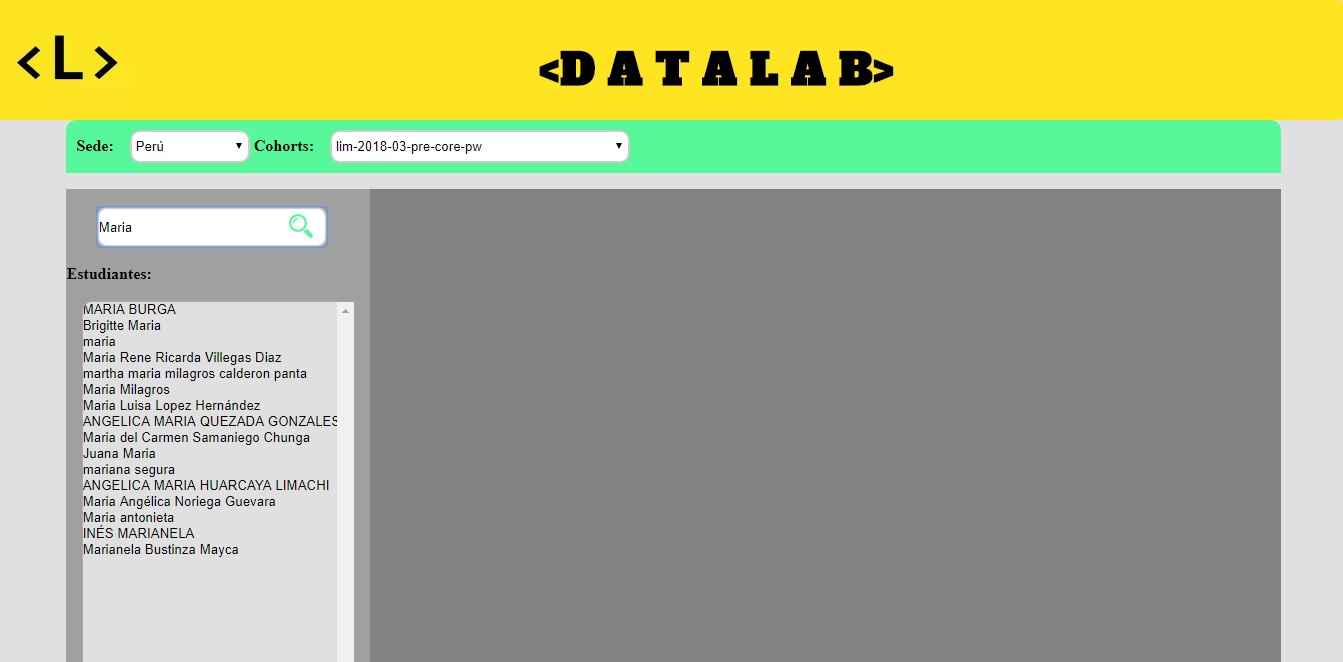 <L>
<DATALAB>
Sede: Perú Cohorts: lim-2018-03-pre-core-pw
Maria
Estudiantes:
MARIA BURGA
Brigitte Maria
maria
Maria Rene Ricarda Villegas Diaz
martha maria milagros calderon panta
Maria Milagros
Maria Luisa Lopez Hernández
ANGELICA MARIA QUEZADA GONZALES
Maria del Carmen Samaniego Chunga
Juana Maria
mariana segura
ANGELICA MARIA HUARCAYA LIMACHI
Maria Angélica Noriega Guevara
Maria antonieta
INÉS MARIANELA
Marianela Bustinza Mayca